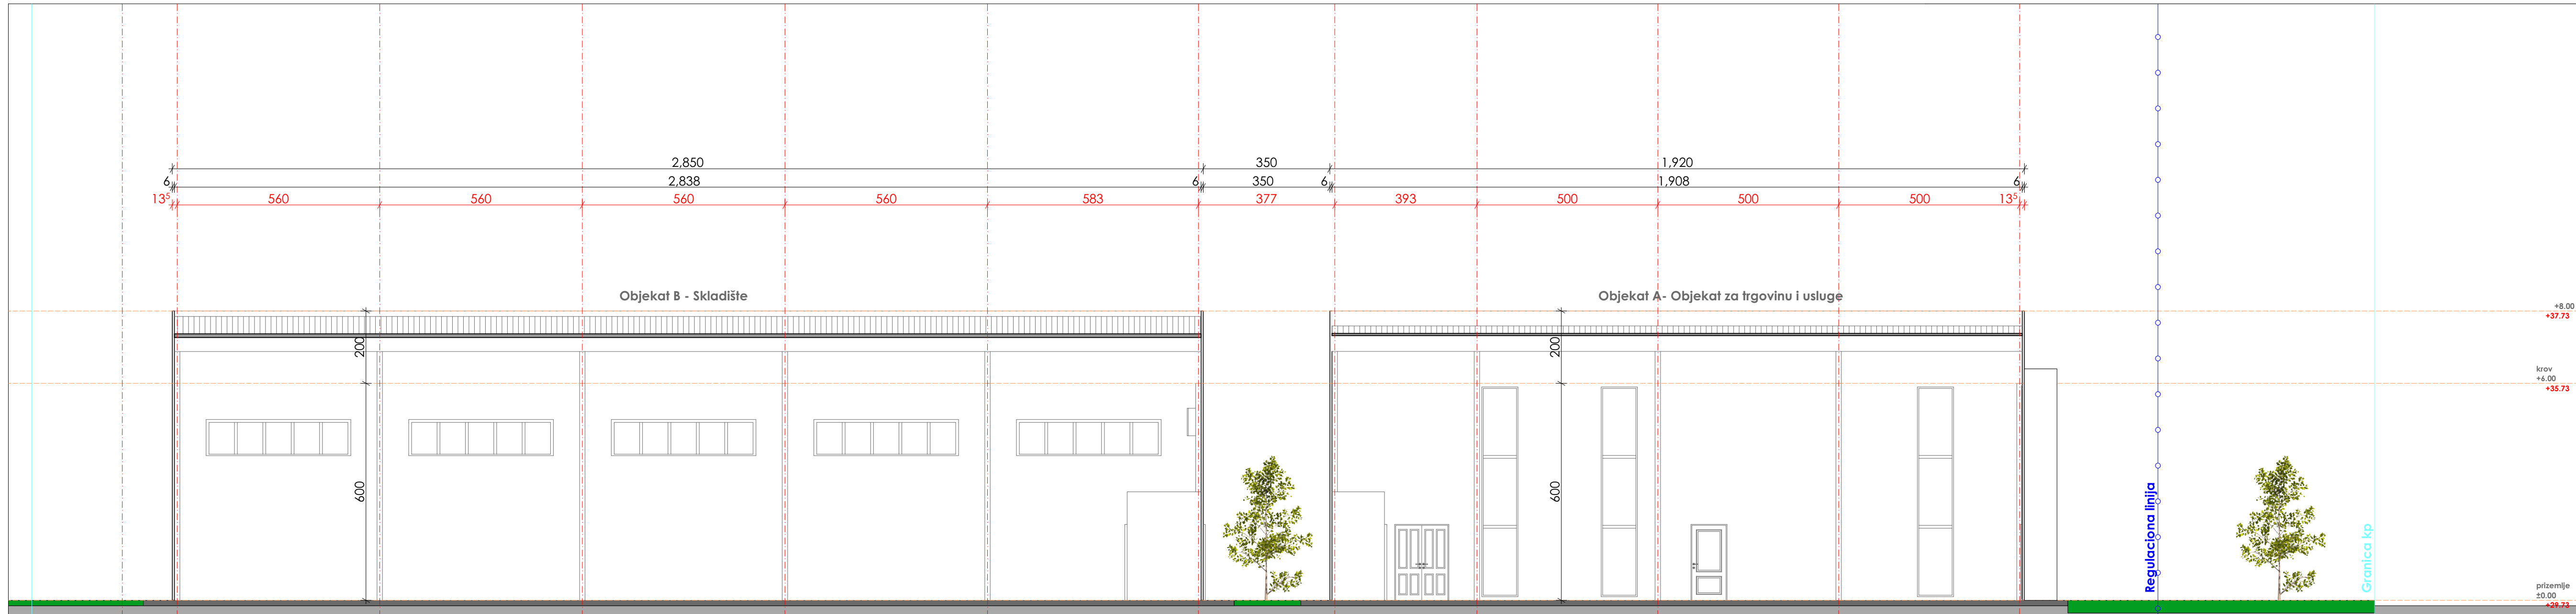 2,850 350 1,920
6 2,838 6 350 6 1,908 6
13⁵ 560 560 560 560 583 377 393 500 500 500 13⁵
Objekat B - Skladište
Objekat A- Objekat za trgovinu i usluge
+8.00
+37.73
200
200
krov
+6.00
+35.73
600
600
Regulaciona linija
Granica kp
prizemlje
±0.00
+29.73